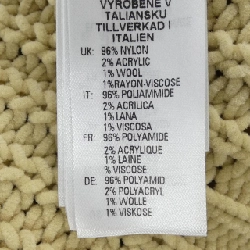 VYROBENE V
TALIANSKU
TILLVERKAD I
ITALIEN
UK: 96% NYLON
2% ACRYLIC
1% WOOL
1%RAYON-VISCOSE
IT: 96% POLIAMMIDE
2% ACRILICA
1% LANA
1% VISCOSA
FR: 96% POLYAMIDE
2% ACRYLIQUE
1% LAINE
% VISCOSE
DE: 96% POLYAMID
2% POLYACRYL
1% WOLLE
1% VISKOSE